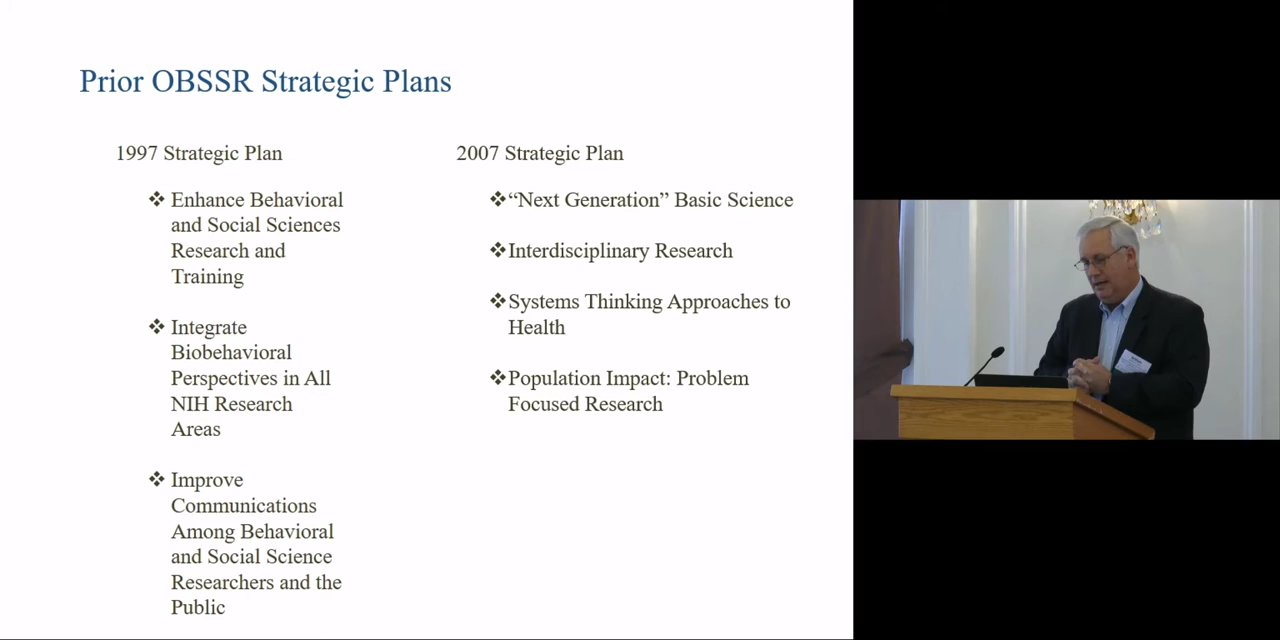 Prior OBSSR Strategic Plans
1997 Strategic Plan
❖ Enhance Behavioral
and Social Sciences
Research and
Training
❖ Integrate
Biobehavioral
Perspectives in All
NIH Research
Areas
❖ Improve
Communications
Among Behavioral
and Social Science
Researchers and the
Public
2007 Strategic Plan
❖“Next Generation” Basic Science
❖Interdisciplinary Research
❖Systems Thinking Approaches to
Health
❖Population Impact: Problem
Focused Research